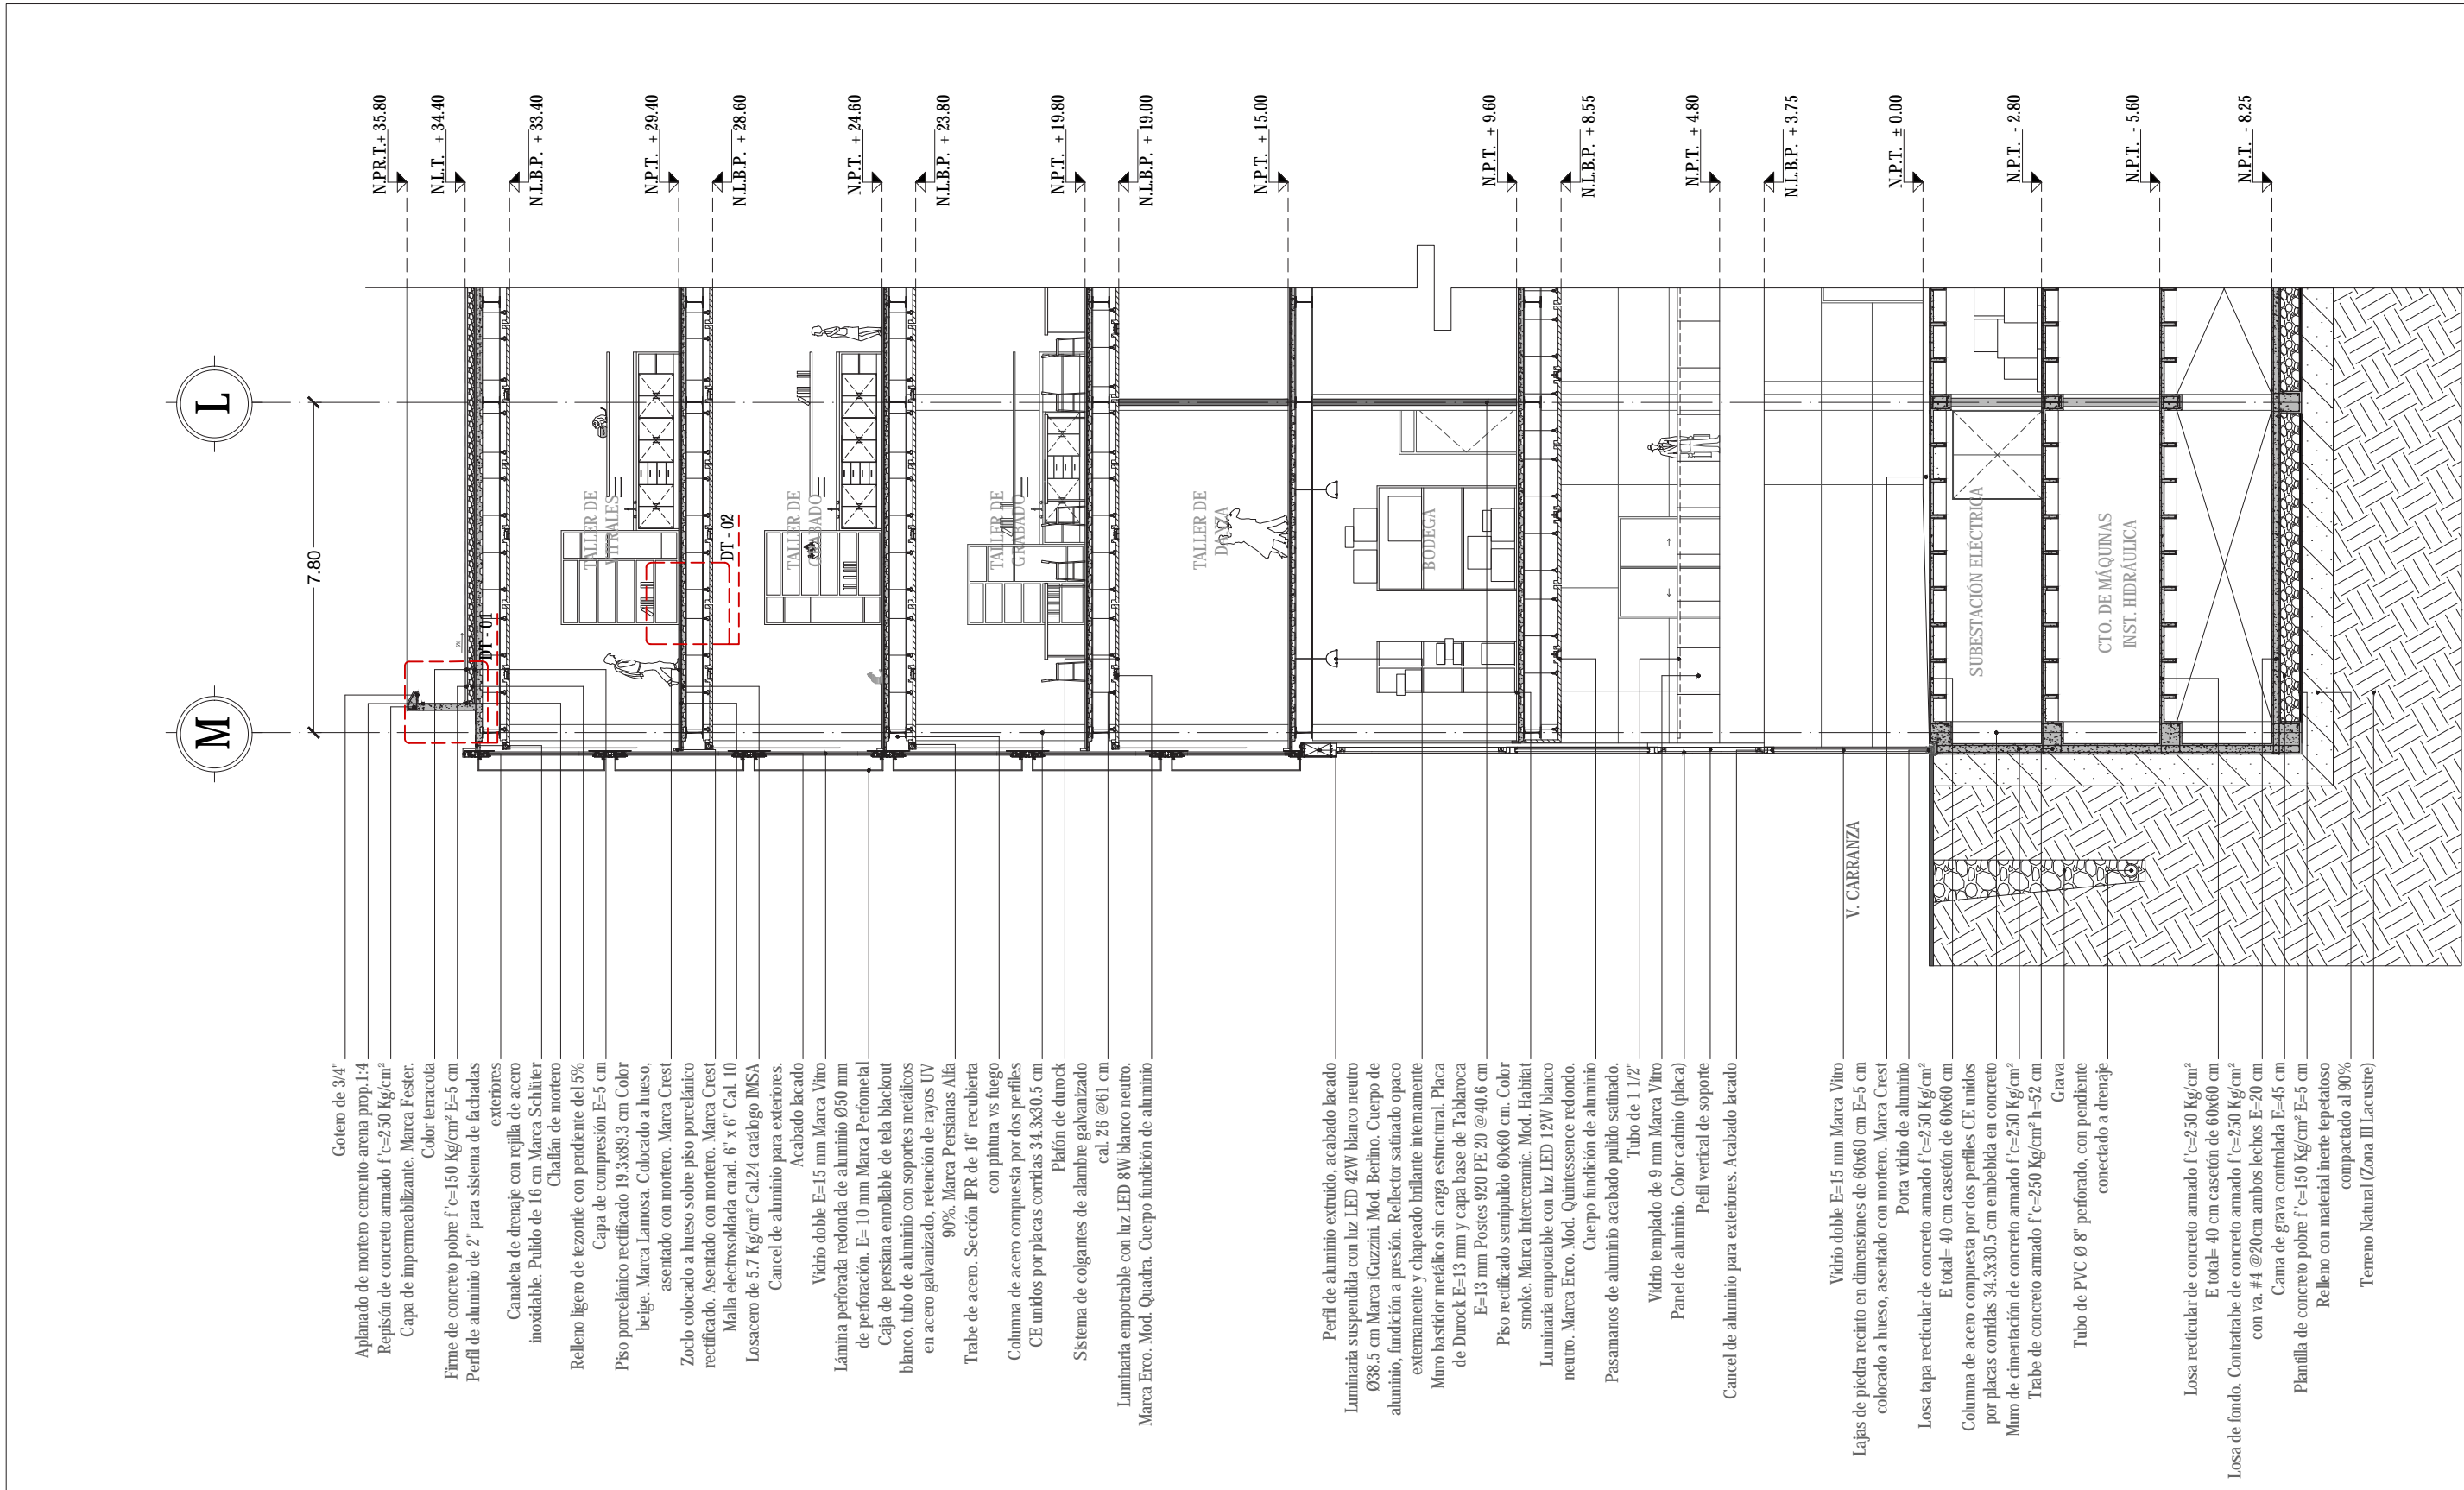 M
L
7.80
N.PR.T.+ 35.80
N.L.T. + 34.40
N.L.B.P. + 33.40
N.P.T. + 29.40
N.L.B.P. + 28.60
N.P.T. + 24.60
N.L.B.P. + 23.80
N.P.T. + 19.80
N.L.B.P. + 19.00
N.P.T. + 15.00
N.P.T. + 9.60
N.L.B.P. + 8.55
N.P.T. + 4.80
N.L.B.P. + 3.75
N.P.T. ± 0.00
N.P.T. - 2.80
N.P.T. - 5.60
N.P.T. - 8.25
DT - 01
5%
TALLER DE
VITRALES
DT - 02
TALLER DE
GRABADO
TALLER DE
GRABADO
TALLER DE
DANZA
BODEGA
SUBESTACIÓN ELÉCTRICA
CTO. DE MÁQUINAS
INST. HIDRÁULICA
V. CARRANZA
Gotero de 3/4"
Aplanado de mortero cemento-arena prop.1:4
Repisón de concreto armado f'c=250 Kg/cm²
Capa de impermeabilizante. Marca Fester.
Color terracota
Firme de concreto pobre f'c=150 Kg/cm² E=5 cm
Perfil de aluminio de 2" para sistema de fachadas
exteriores
Canaleta de drenaje con rejilla de acero
inoxidable. Pulido de 16 cm Marca Schlüter
Chaflán de mortero
Relleno ligero de tezontle con pendiente del 5%
Capa de compresión E=5 cm
Piso porcelánico rectificado 19.3x89.3 cm Color
beige. Marca Lamosa. Colocado a hueso,
asentado con mortero. Marca Crest
Zoclo colocado a hueso sobre piso porcelánico
rectificado. Asentado con mortero. Marca Crest
Malla electrosoldada cuad. 6" x 6" Cal. 10
Losacero de 5.7 Kg/cm² Cal.24 catálogo IMSA
Cancel de aluminio para exteriores.
Acabado lacado
Vidrio doble E=15 mm Marca Vitro
Lámina perforada redonda de aluminio Ø50 mm
de perforación. E= 10 mm Marca Perfometal
Caja de persiana enrollable de tela blackout
blanco, tubo de aluminio con soportes metálicos
en acero galvanizado, retención de rayos UV
90%. Marca Persianas Alfa
Trabe de acero. Sección IPR de 16" recubierta
con pintura vs fuego
Columna de acero compuesta por dos perfiles
CE unidos por placas corridas 34.3x30.5 cm
Plafón de durock
Sistema de colgantes de alambre galvanizado
cal. 26 @61 cm
Luminaria empotrable con luz LED 8W blanco neutro.
Marca Erco. Mod. Quadra. Cuerpo fundición de aluminio
Perfil de aluminio extruido, acabado lacado
Luminaria suspendida con luz LED 42W blanco neutro
Ø38.5 cm Marca iGuzzini. Mod. Berlino. Cuerpo de
aluminio, fundición a presión. Reflector satinado opaco
externamente y chapeado brillante internamente
Muro bastidor metálico sin carga estructural. Placa
de Durock E=13 mm y capa base de Tablaroca
E=13 mm Postes 920 PE 20 @40.6 cm
Piso rectificado semipulido 60x60 cm. Color
smoke. Marca Interceramic. Mod. Habitat
Luminaria empotrable con luz LED 12W blanco
neutro. Marca Erco. Mod. Quintessence redondo.
Cuerpo fundición de aluminio
Pasamanos de aluminio acabado pulido satinado.
Tubo de 1 1/2"
Vidrio templado de 9 mm Marca Vitro
Panel de aluminio. Color cadmio (placa)
Pefil vertical de soporte
Cancel de aluminio para exteriores. Acabado lacado
Vidrio doble E=15 mm Marca Vitro
Lajas de piedra recinto en dimensiones de 60x60 cm E=5 cm
colocado a hueso, asentado con mortero. Marca Crest
Porta vidrio de aluminio
Losa tapa recticular de concreto armado f'c=250 Kg/cm²
E total= 40 cm casetón de 60x60 cm
Columna de acero compuesta por dos perfiles CE unidos
por placas corridas 34.3x30.5 cm embebida en concreto
Muro de cimentación de concreto armado f'c=250 Kg/cm²
Trabe de concreto armado f'c=250 Kg/cm² h=52 cm
Grava
Tubo de PVC Ø 8" perforado, con pendiente
conectado a drenaje
Losa recticular de concreto armado f'c=250 Kg/cm²
E total= 40 cm casetón de 60x60 cm
Losa de fondo. Contratrabe de concreto armado f'c=250 Kg/cm²
con va. #4 @20cm ambos lechos E=20 cm
Cama de grava controlada E=45 cm
Plantilla de concreto pobre f'c=150 Kg/cm² E=5 cm
Relleno con material inerte tepetatoso
compactado al 90%
Terreno Natural (Zona III Lacustre)